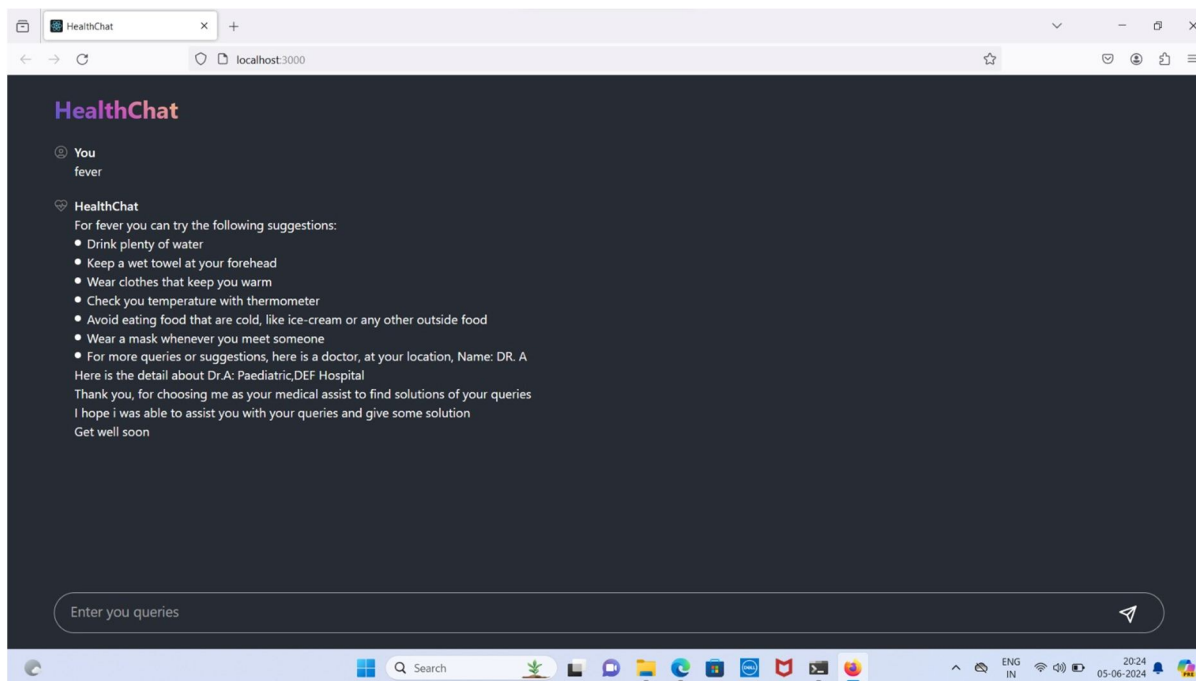 HealthChat
localhost:3000
HealthChat
You
fever
HealthChat
For fever you can try the following suggestions:
Drink plenty of water
Keep a wet towel at your forehead
Wear clothes that keep you warm
Check you temperature with thermometer
Avoid eating food that are cold, like ice-cream or any other outside food
Wear a mask whenever you meet someone
For more queries or suggestions, here is a doctor, at your location, Name: DR. A
Here is the detail about Dr.A: Paediatric,DEF Hospital
Thank you, for choosing me as your medical assist to find solutions of your queries
I hope i was able to assist you with your queries and give some solution
Get well soon
Enter you queries
Search
DELL
ENG
IN
20:24
05-06-2024
PRE